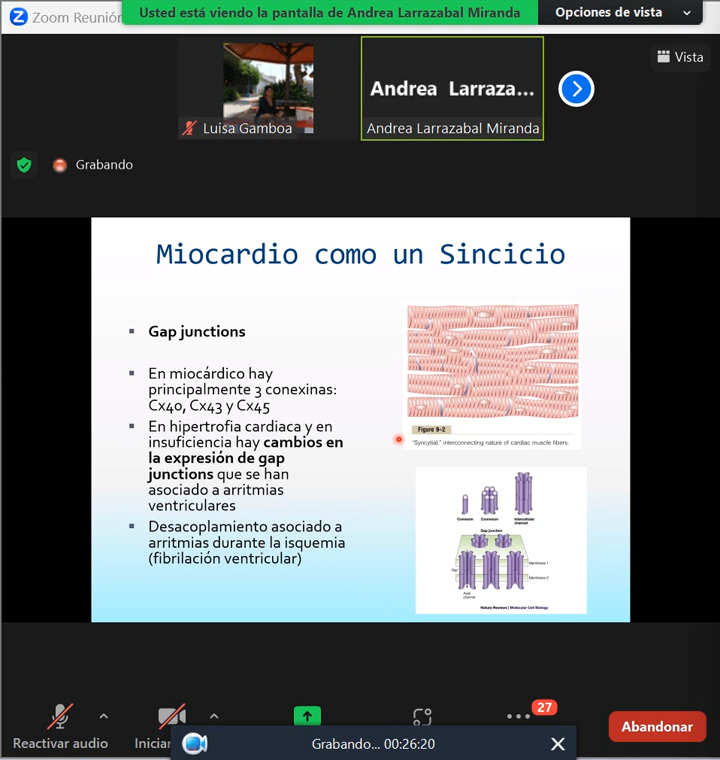 Zoom Reunión
Usted está viendo la pantalla de Andrea Larrazabal Miranda
Opciones de vista
Vista
Luisa Gamboa
Andrea Larraza...
Andrea Larrazabal Miranda
Grabando
Miocardio como un Sincicio
Gap junctions
En miocárdico hay
principalmente 3 conexinas:
Cx40, Cx43 y Cx45
En hipertrofia cardiaca y en
insuficiencia hay cambios en
la expresión de gap
junctions que se han
asociado a arritmias
ventriculares
Desacoplamiento asociado a
arritmias durante la isquemia
(fibrilación ventricular)
Figure 9-2
"Syncytial," interconnecting nature of cardiac muscle fibers.
Connexin
Connexon
Intercellular
channel
Gap junction
Membrane 1
Membrane 2
Axial
channel
Nature Reviews | Molecular Cell Biology
27
Reactivar audio
Iniciar
Abandonar
Grabando... 00:26:20